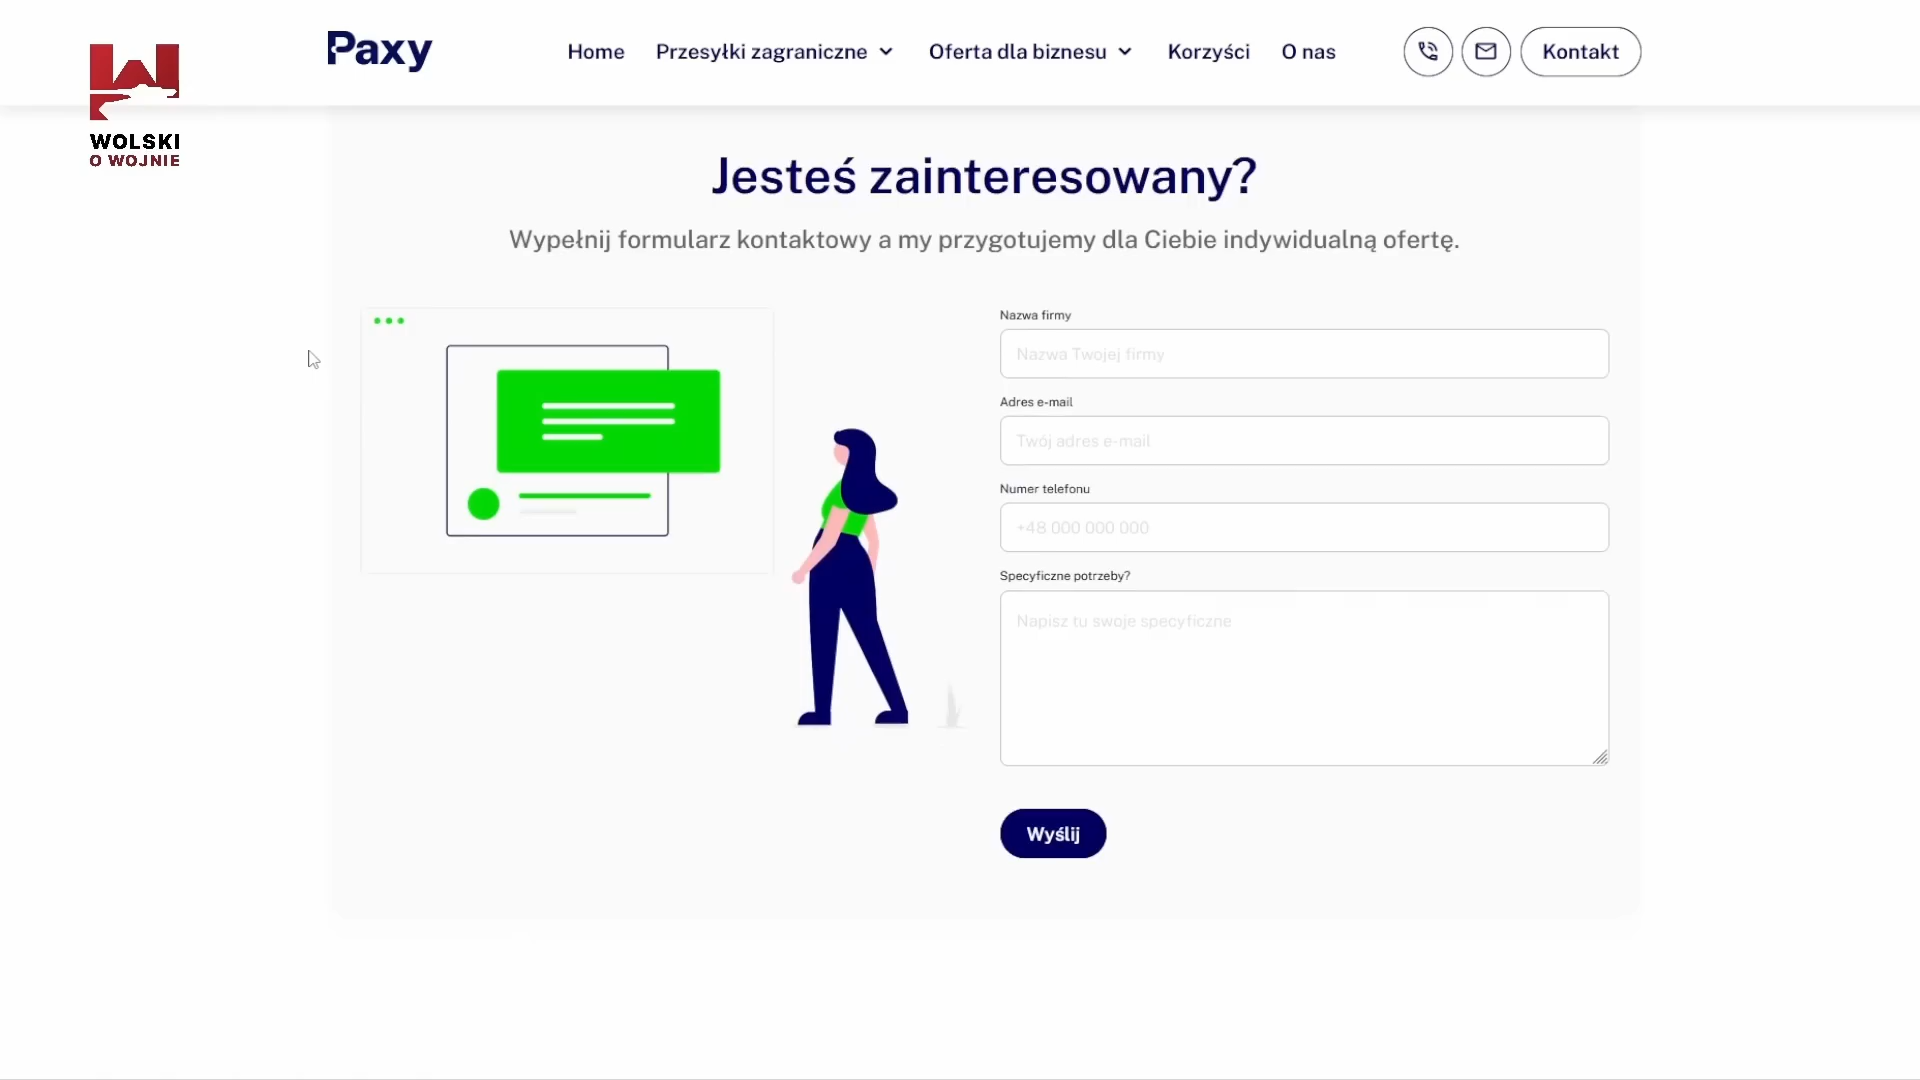 WOLSKI
O WOJNIE
Paxy
Home
Przesyłki zagraniczne
Oferta dla biznesu
Korzyści
O nas
Kontakt
Jesteś zainteresowany?
Wypełnij formularz kontaktowy a my przygotujemy dla Ciebie indywidualną ofertę.
Nazwa firmy
Nazwa Twojej firmy
Adres e-mail
Twój adres e-mail
Numer telefonu
+48 000 000 000
Specyficzne potrzeby?
Napisz tu swoje specyficzne
Wyślij